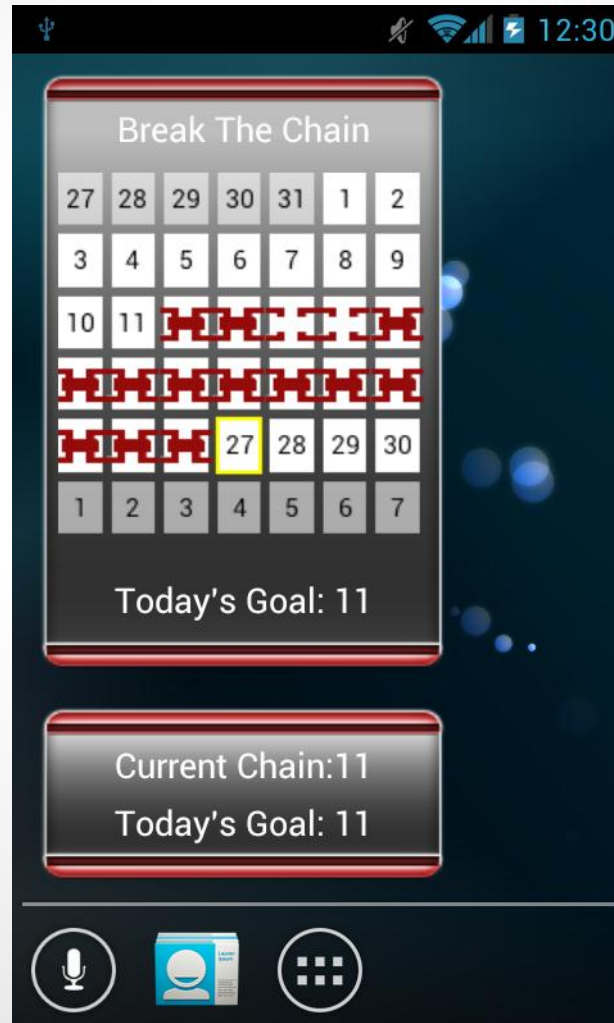 12:30
Break The Chain
27 28 29 30 31 1 2
3 4 5 6 7 8 9
10 11
27 28 29 30
1 2 3 4 5 6 7
Today's Goal: 11
Current Chain:11
Today's Goal: 11